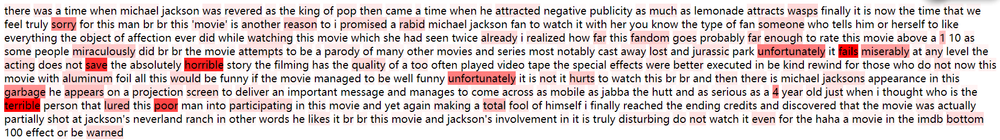 there was a time when michael jackson was revered as the king of pop then came a time when he attracted negative publicity as much as lemonade attracts wasps finally it is now the time that we
feel truly sorry for this man br br this 'movie' is another reason to i promised a rabid michael jackson fan to watch it with her you know the type of fan someone who tells him or herself to like
everything the object of affection ever did while watching this movie which she had seen twice already i realized how far this fandom goes probably far enough to rate this movie above a 1 10 as
some people miraculously did br br the movie attempts to be a parody of many other movies and series most notably cast away lost and jurassic park unfortunately it fails miserably at any level the
acting does not save the absolutely horrible story the filming has the quality of a too often played video tape the special effects were better executed in be kind rewind for those who do not now this
movie with aluminum foil all this would be funny if the movie managed to be well funny unfortunately it is not it hurts to watch this br br and then there is michael jacksons appearance in this
garbage he appears on a projection screen to deliver an important message and manages to come across as mobile as jabba the hutt and as serious as a 4 year old just when i thought who is the
terrible person that lured this poor man into participating in this movie and yet again making a total fool of himself i finally reached the ending credits and discovered that the movie was actually
partially shot at jackson's neverland ranch in other words he likes it br br this movie and jackson's involvement in it is truly disturbing do not watch it even for the haha a movie in the imdb bottom
100 effect or be warned